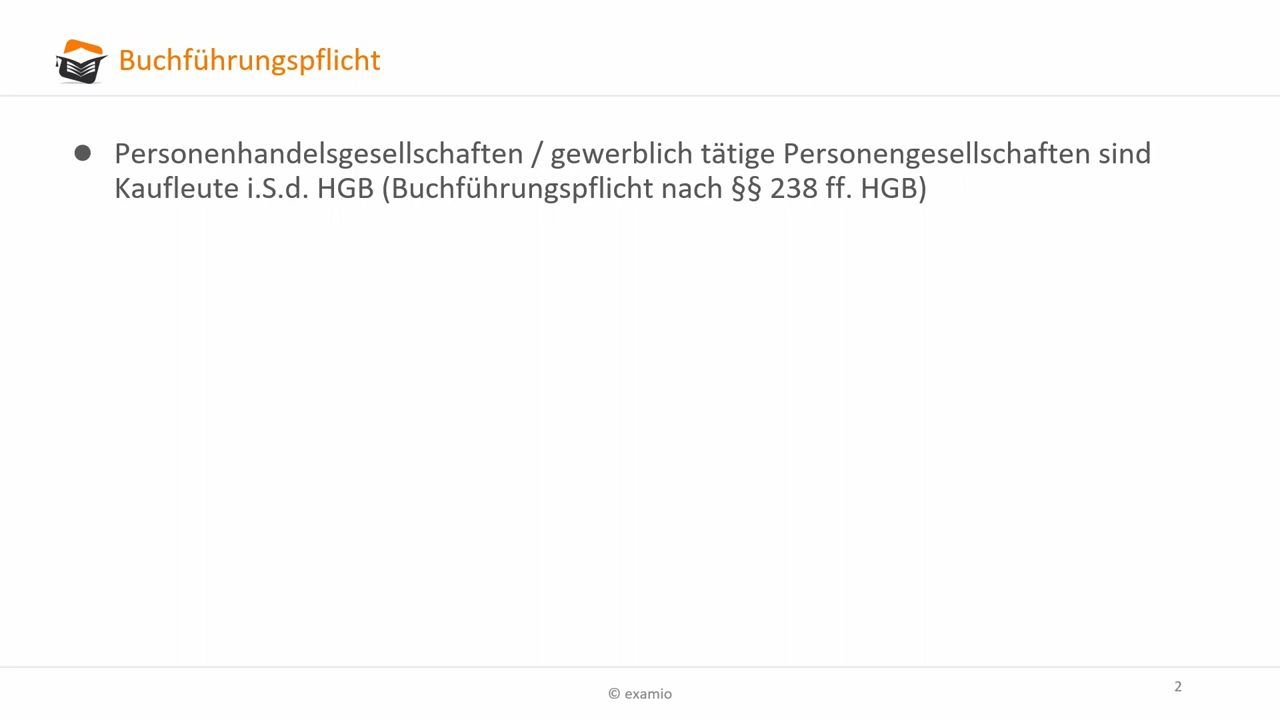 Buchführungspflicht
● Personenhandelsgesellschaften / gewerblich tätige Personengesellschaften sind
Kaufleute i.S.d. HGB (Buchführungspflicht nach §§ 238 ff. HGB)
© examio
2